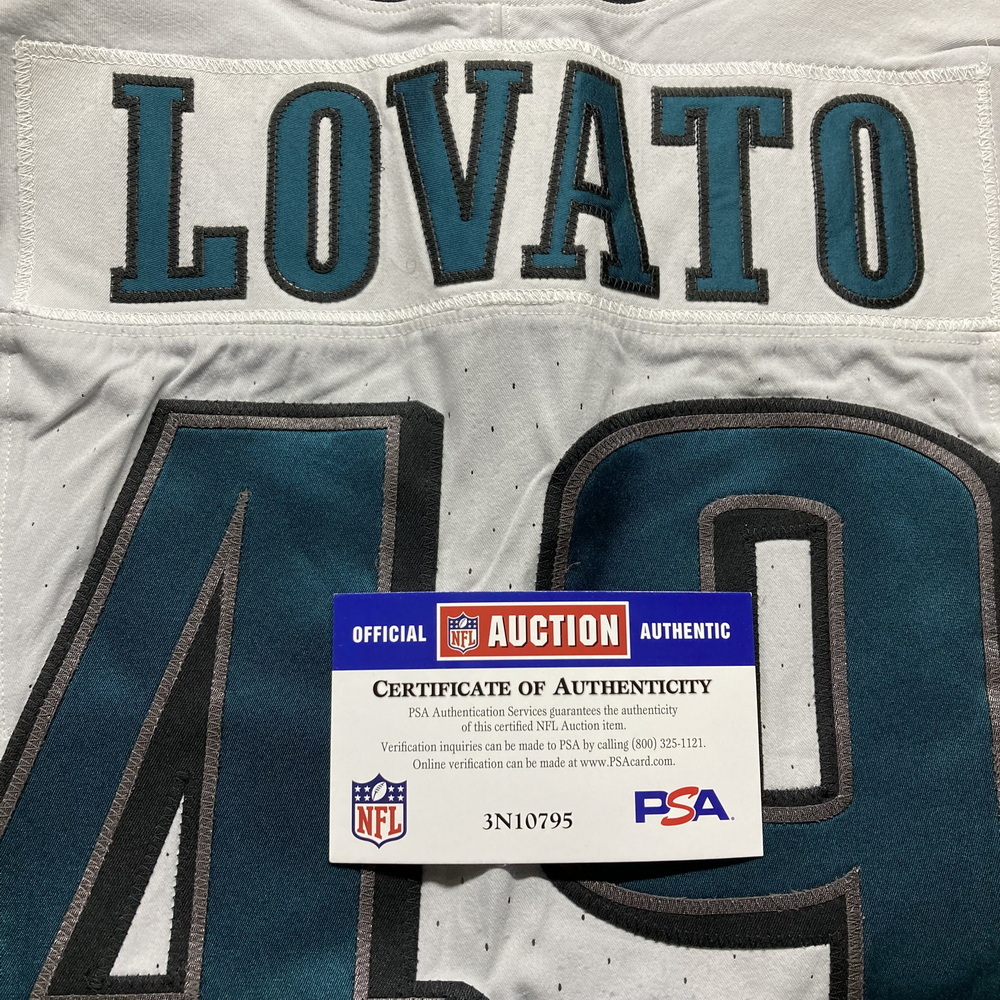 LOVATO
49
OFFICIAL NFL AUCTION AUTHENTIC
CERTIFICATE OF AUTHENTICITY
PSA Authentication Services guarantees the authenticity
of this certified NFL Auction item.
Verification inquiries can be made to PSA by calling (800) 325-1121.
Online verification can be made at www.PSAcard.com.
NFL 3N10795 PSA